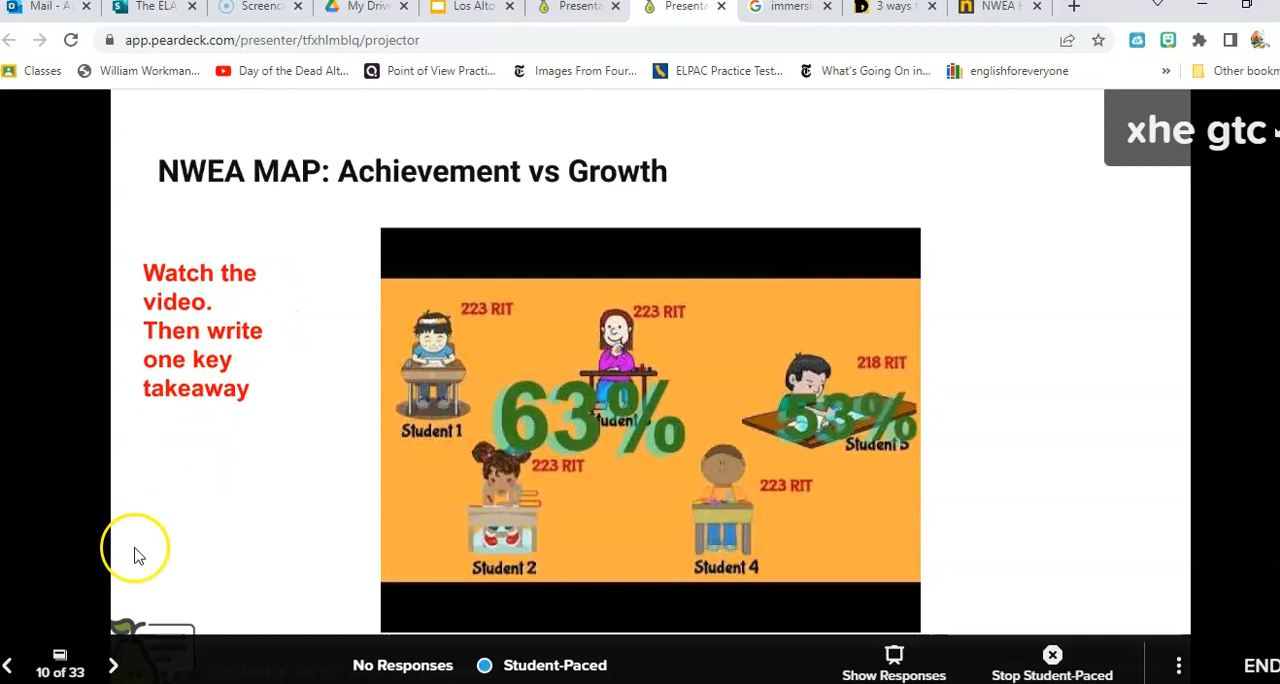 Mail - A
The ELA
Screenca
My Drive
Los Alto
Presenta
Presenta
immersi
3 ways t
NWEA
app.peardeck.com/presenter/tfxhlmblq/projector
Classes
William Workman...
Day of the Dead Alt...
Point of View Practi...
Images From Four...
ELPAC Practice Test...
What's Going On in...
englishforeveryone
»
Other bookm
xhe gtc
NWEA MAP: Achievement vs Growth
Watch the
video.
Then write
one key
takeaway
223 RIT
223 RIT
218 RIT
63%
53%
Student 1
Student
Student 5
223 RIT
223 RIT
Student 2
Student 4
10 of 33
No Responses
Student-Paced
Show Responses
Stop Student-Paced
END